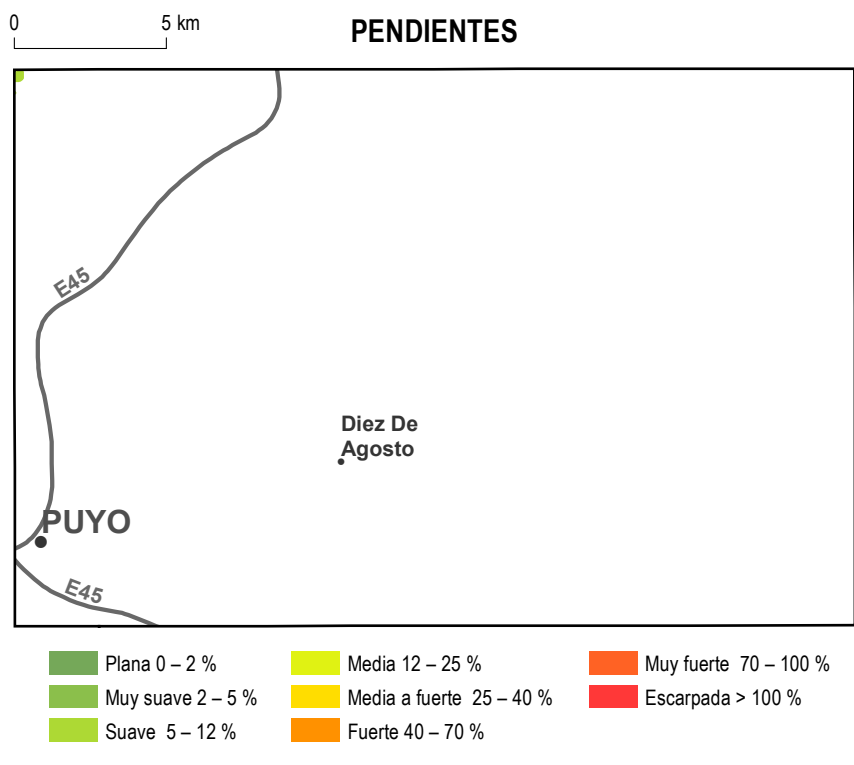 0
5 km
PENDIENTES
E45
Diez De
Agosto
PUYO
E45
Plana 0 – 2 %
Muy suave 2 – 5 %
Suave 5 – 12 %
Media 12 – 25 %
Media a fuerte 25 – 40 %
Fuerte 40 – 70 %
Muy fuerte 70 – 100 %
Escarpada > 100 %